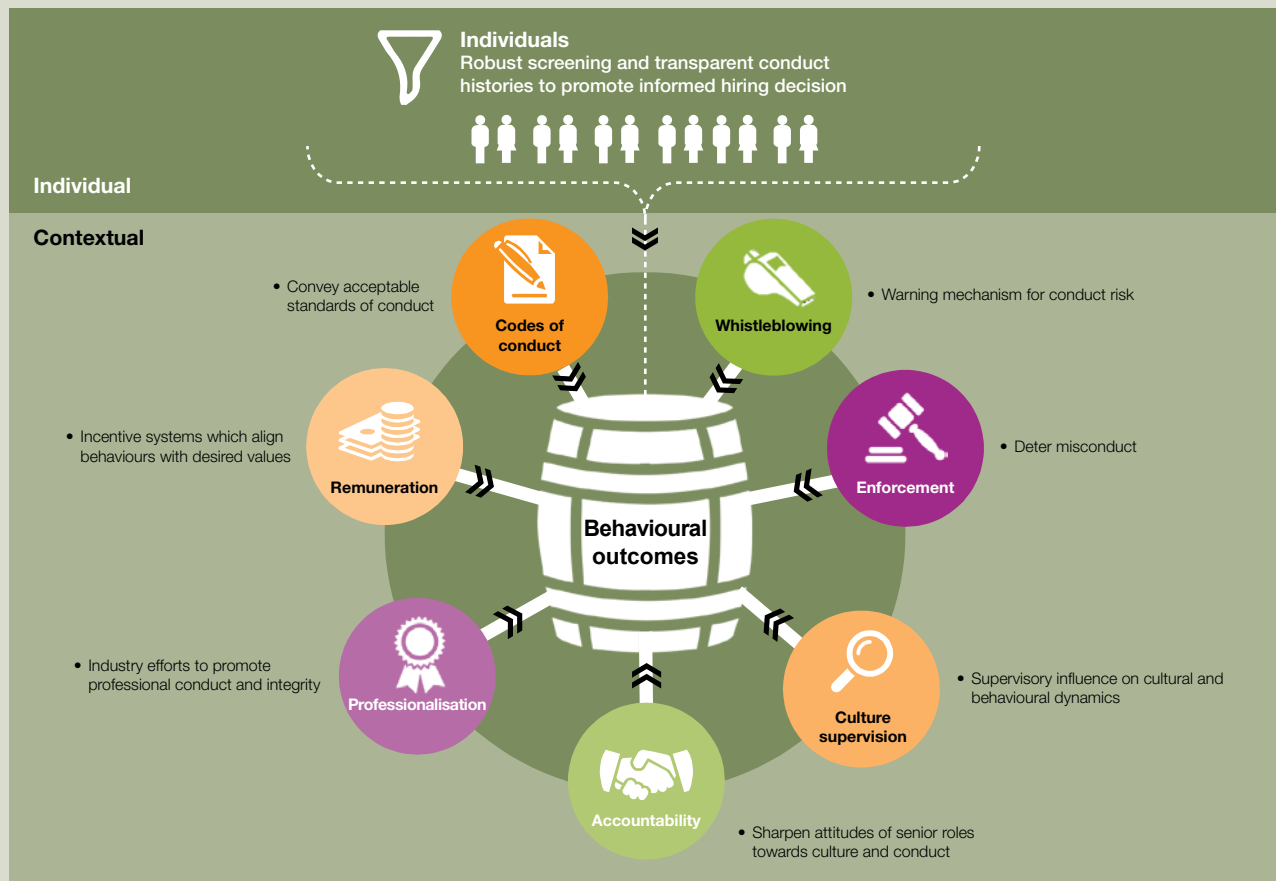 Individuals
Robust screening and transparent conduct
histories to promote informed hiring decision
Individual
Contextual
• Convey acceptable
standards of conduct
Codes of
conduct
Whistleblowing
• Warning mechanism for conduct risk
• Incentive systems which align
behaviours with desired values
Remuneration
Enforcement
• Deter misconduct
Behavioural
outcomes
• Industry efforts to promote
professional conduct and integrity
Professionalisation
Culture
supervision
• Supervisory influence on cultural and
behavioural dynamics
Accountability
• Sharpen attitudes of senior roles
towards culture and conduct